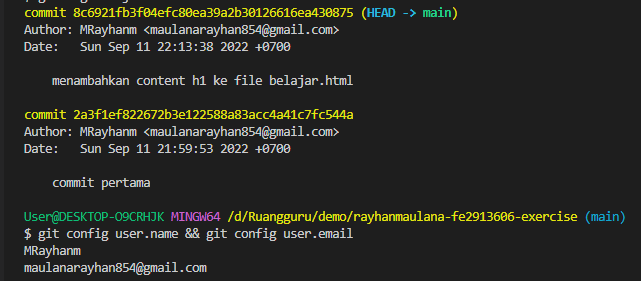 commit 8c6921fb3f04efc80ea39a2b30126616ea430875 (HEAD -> main)
Author: MRayhanm <maulanarayhan854@gmail.com>
Date:   Sun Sep 11 22:13:38 2022 +0700
    menambahkan content h1 ke file belajar.html
commit 2a3f1ef822672b3e122588a83acc4a41c7fc544a
Author: MRayhanm <maulanarayhan854@gmail.com>
Date:   Sun Sep 11 21:59:53 2022 +0700
    commit pertama
User@DESKTOP-O9CRHJK MINGW64 /d/Ruangguru/demo/rayhanmaulana-fe2913606-exercise (main)
$ git config user.name && git config user.email
MRayhanm
maulanarayhan854@gmail.com